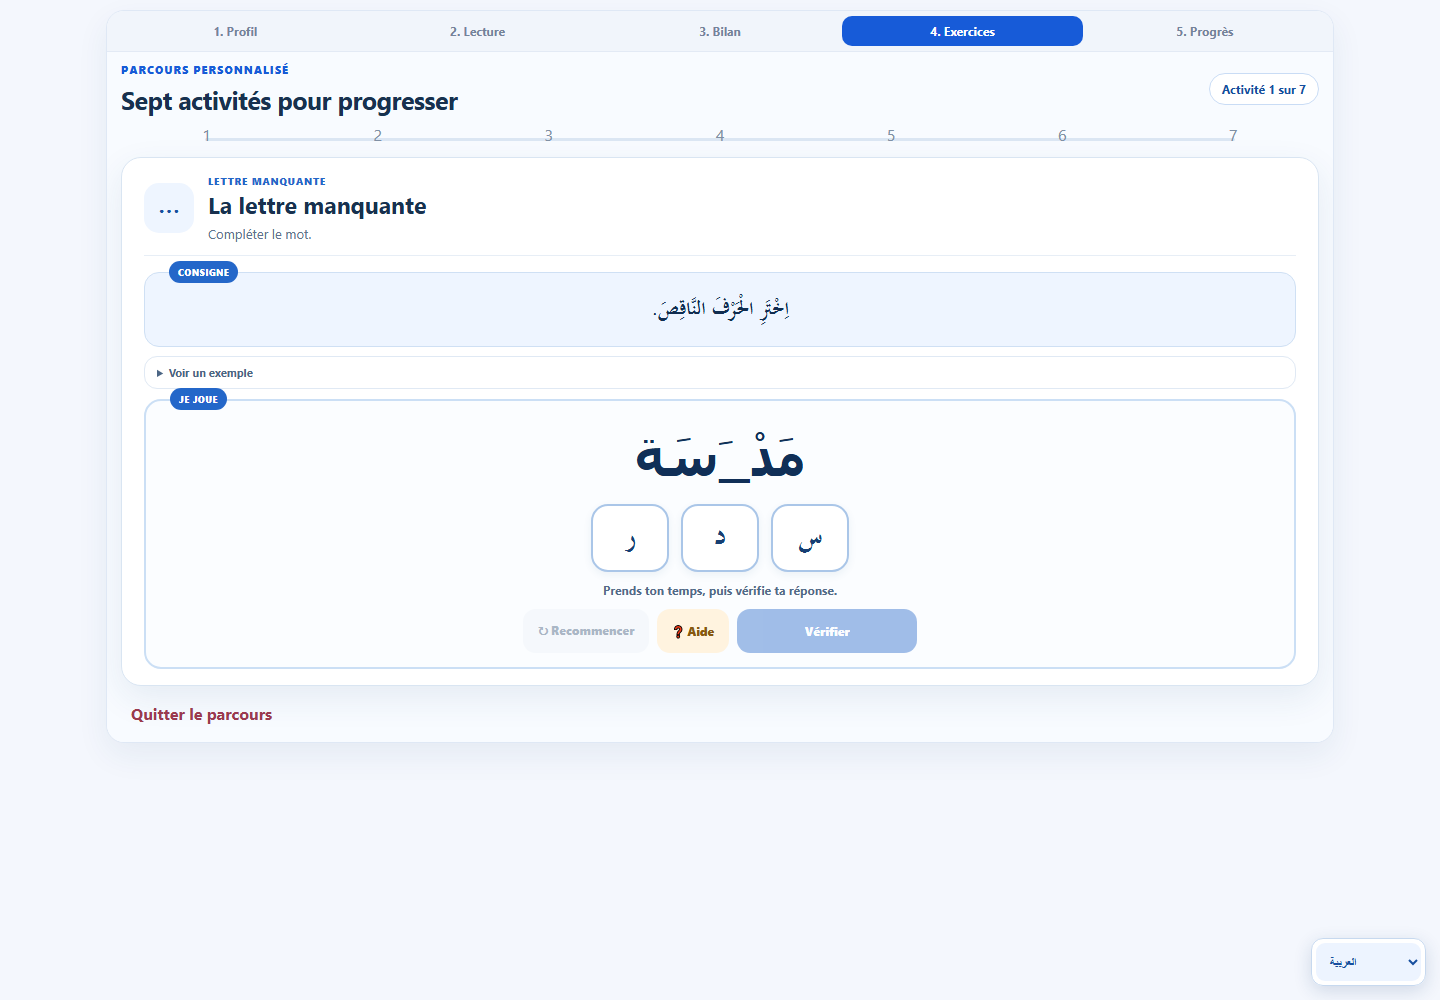 1. Profil
2. Lecture
3. Bilan
4. Exercices
5. Progrès
PARCOURS PERSONNALISÉ
Sept activités pour progresser
Activité 1 sur 7
1 2 3 4 5 6 7
...
LETTRE MANQUANTE
La lettre manquante
Compléter le mot.
CONSIGNE
اِخْتَرِ الْحَرْفَ النَّاقِصَ.
▶ Voir un exemple
JE JOUE
مَدْ_َسَة
س
د
ر
Prends ton temps, puis vérifie ta réponse.
↻ Recommencer
❓ Aide
Vérifier
Quitter le parcours
العربية